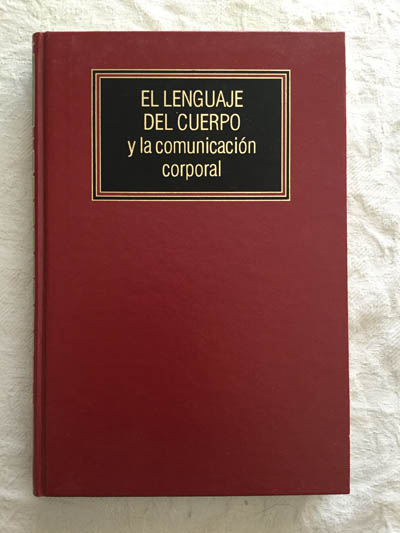 EL LENGUAJE
DEL CUERPO
y la comunicación
corporal